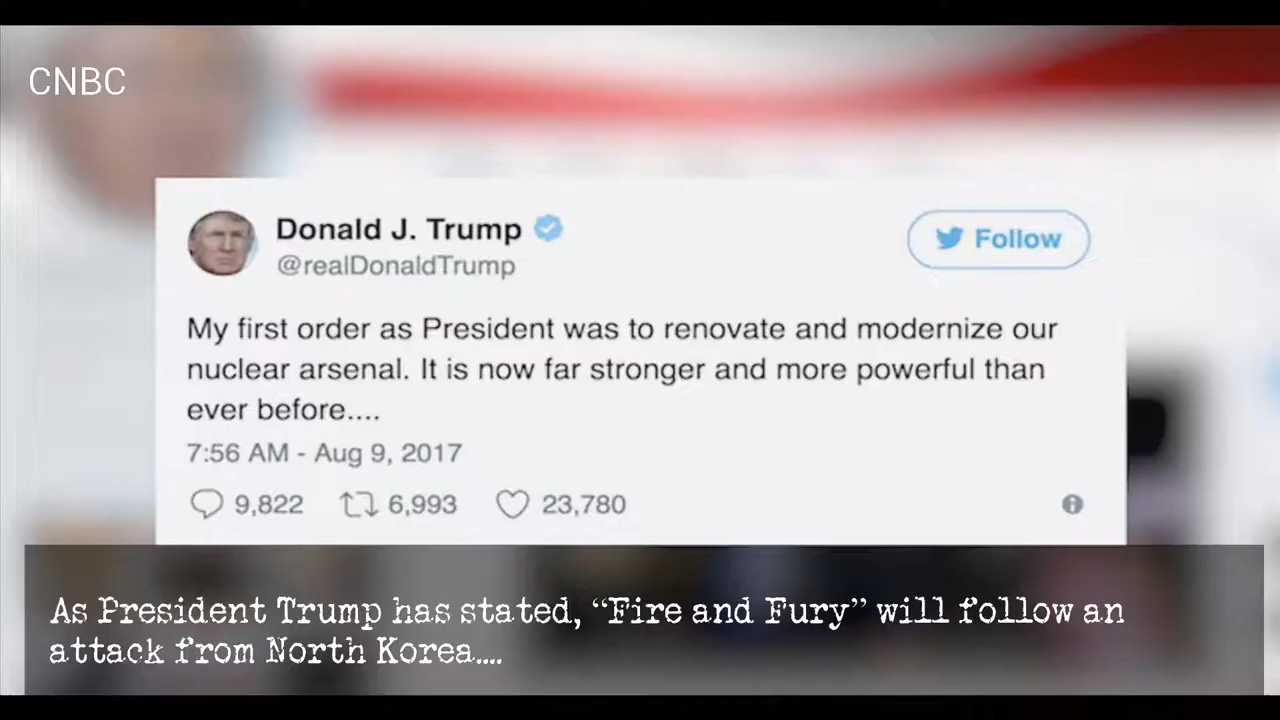 CNBC
Donald J. Trump
@realDonaldTrump
Follow
My first order as President was to renovate and modernize our
nuclear arsenal. It is now far stronger and more powerful than
ever before....
7:56 AM - Aug 9, 2017
9,822 6,993 23,780
As President Trump has stated, “Fire and Fury” will follow an
attack from North Korea....